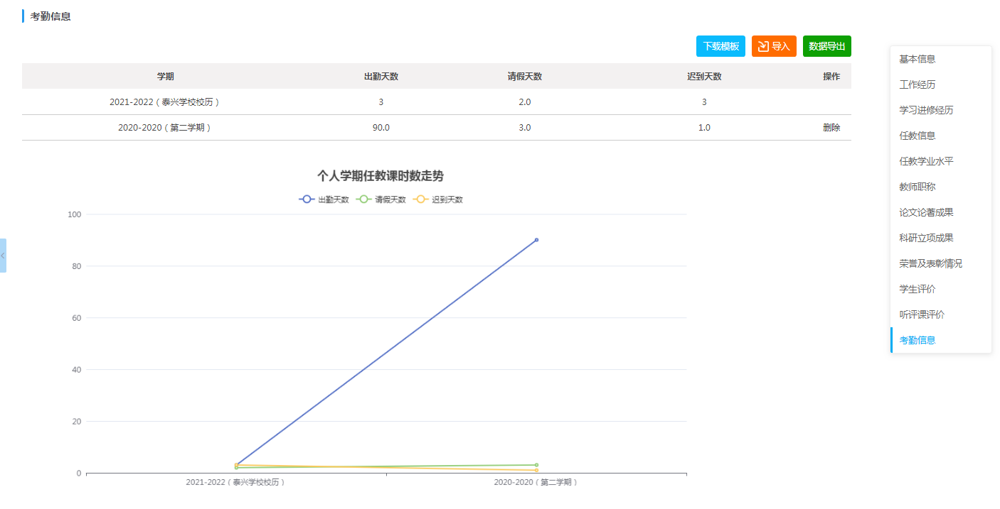 考勤信息
下载模板 导入 数据导出
学期 出勤天数 请假天数 迟到天数 操作
2021-2022（泰兴学校校历） 3 2.0 3
2020-2020（第二学期） 90.0 3.0 1.0 删除
个人学期任教课时数走势
出勤天数 请假天数 迟到天数
100
80
60
40
20
0
2021-2022（泰兴学校校历） 2020-2020（第二学期）
基本信息
工作经历
学习进修经历
任教信息
任教学业水平
教师职称
论文论著成果
科研立项成果
荣誉及表彰情况
学生评价
听评课评价
考勤信息